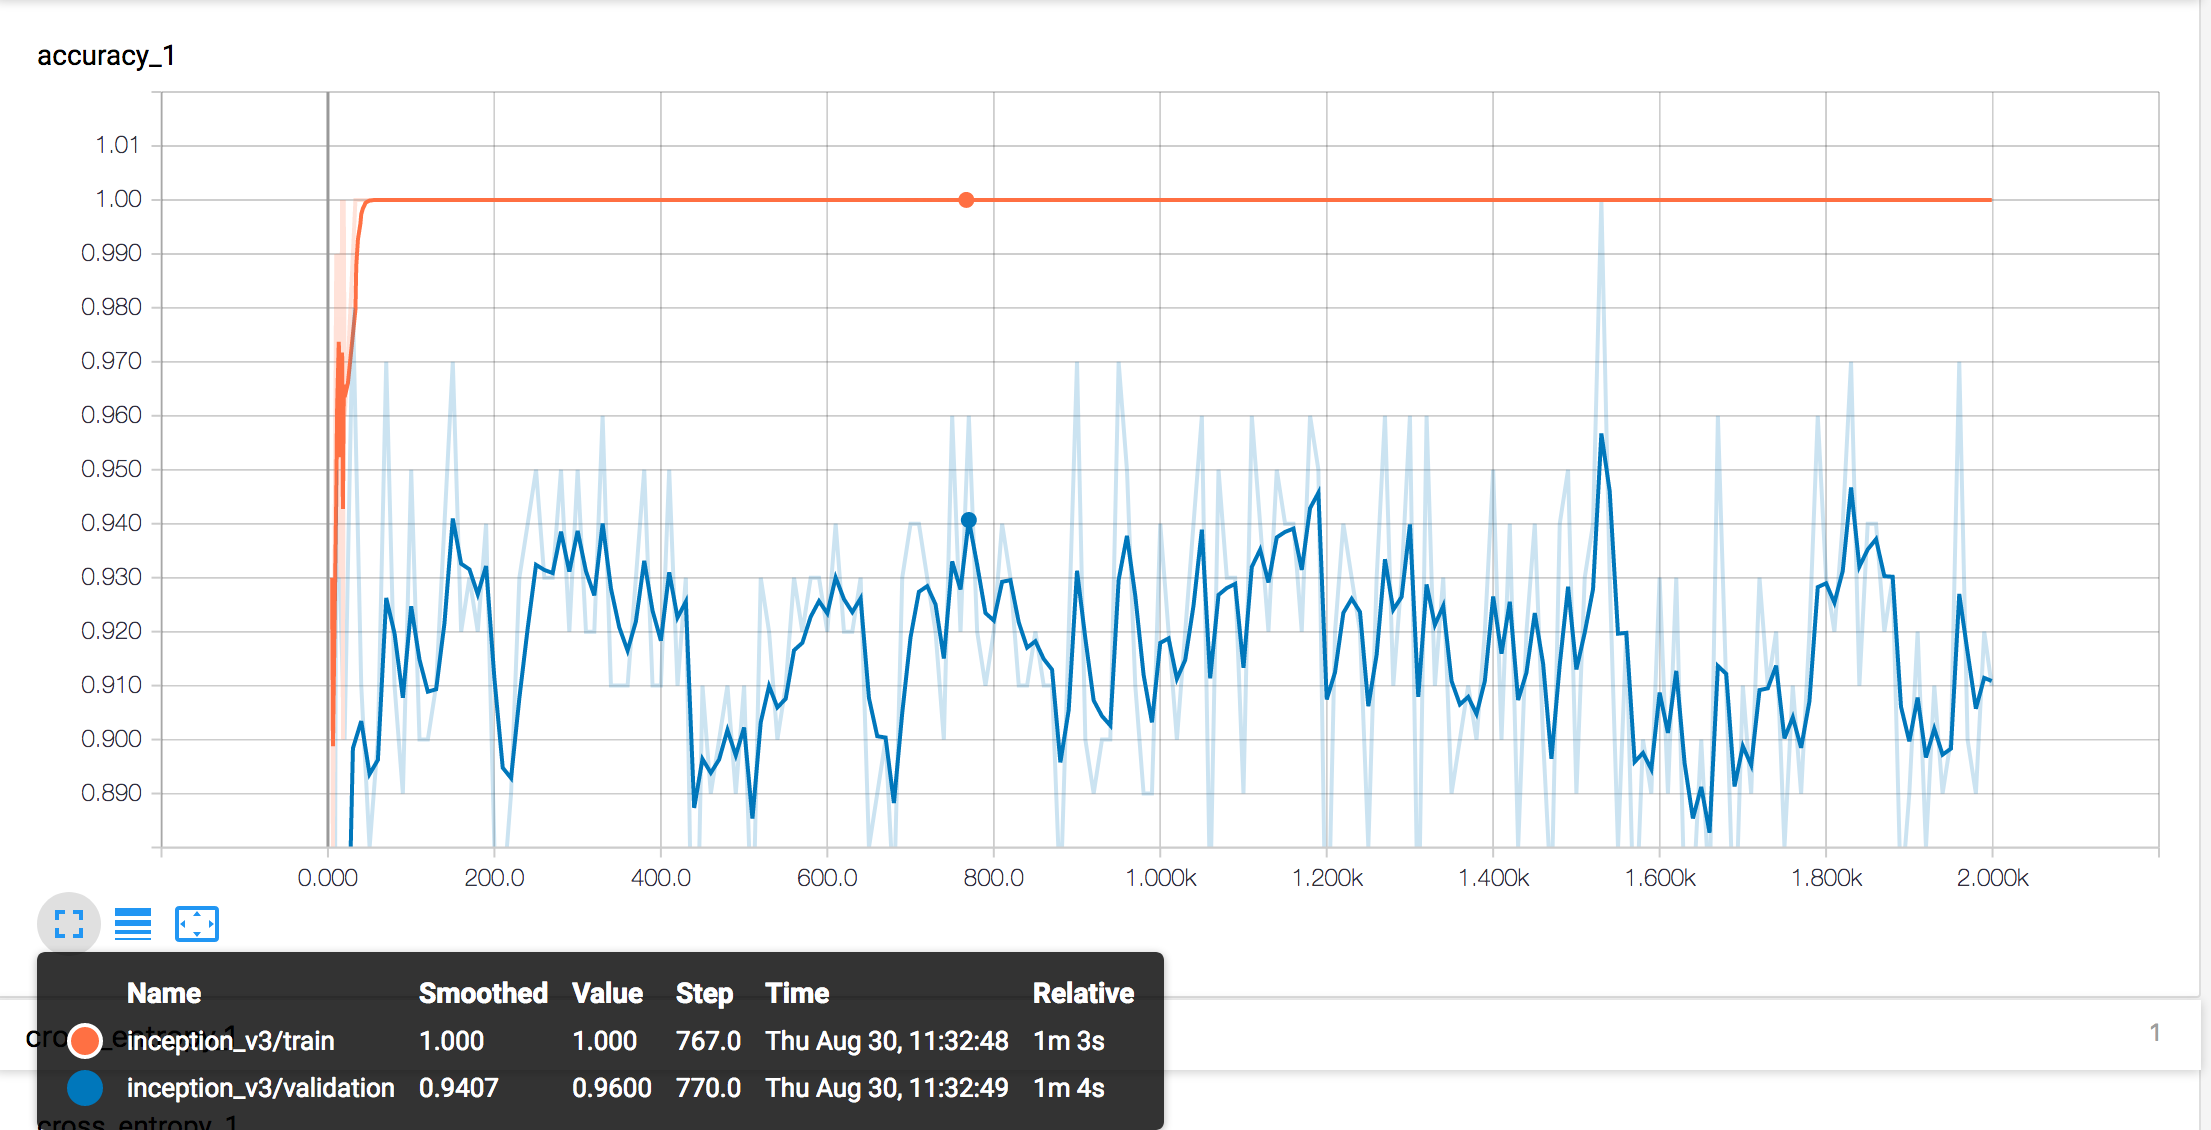 accuracy_1
1.01
1.00
0.990
0.980
0.970
0.960
0.950
0.940
0.930
0.920
0.910
0.900
0.890
0.000 200.0 400.0 600.0 800.0 1.000k 1.200k 1.400k 1.600k 1.800k 2.000k
Name Smoothed Value Step Time Relative
cross_entropy_1 1
inception_v3/train 1.000 1.000 767.0 Thu Aug 30, 11:32:48 1m 3s
inception_v3/validation 0.9407 0.9600 770.0 Thu Aug 30, 11:32:49 1m 4s
cross_entropy_1